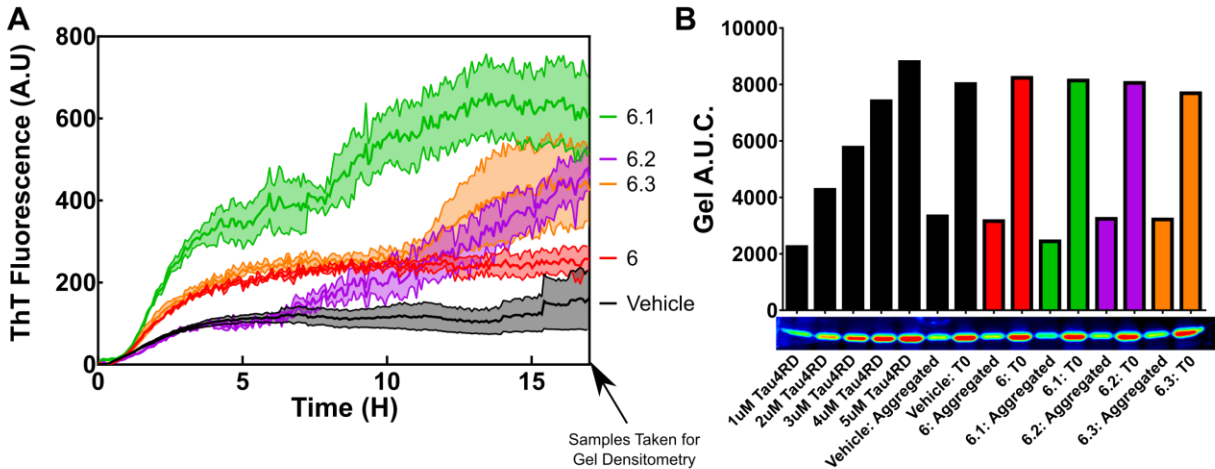 A
ThT Fluorescence (A.U)
800
600
400
200
0
0
5
10
15
Time (H)
6.1
6.2
6.3
6
Vehicle
Samples Taken for
Gel Densitometry
B
Gel A.U.C.
10000
8000
6000
4000
2000
0
1uM Tau4RD
2uM Tau4RD
3uM Tau4RD
4uM Tau4RD
5uM Tau4RD
Vehicle: Aggregated
Vehicle: T0
6: Aggregated
6: T0
6.1: Aggregated
6.1: T0
6.2: Aggregated
6.2: T0
6.3: Aggregated
6.3: T0